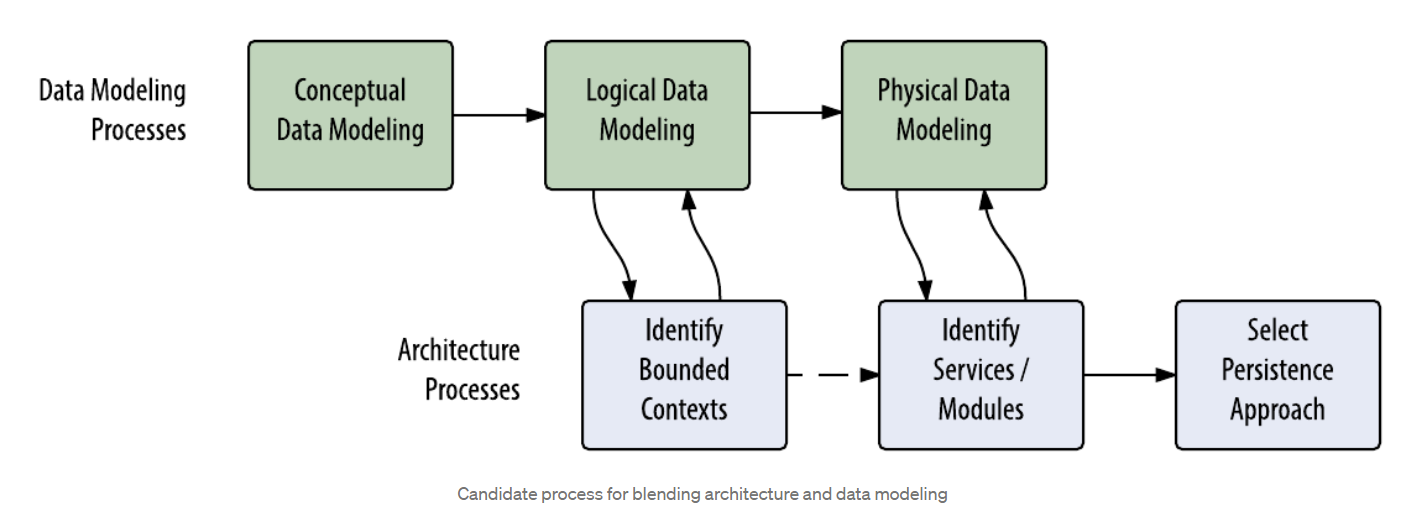 Data Modeling
Processes
Conceptual
Data Modeling
Logical Data
Modeling
Physical Data
Modeling
Architecture
Processes
Identify
Bounded
Contexts
Identify
Services /
Modules
Select
Persistence
Approach
Candidate process for blending architecture and data modeling